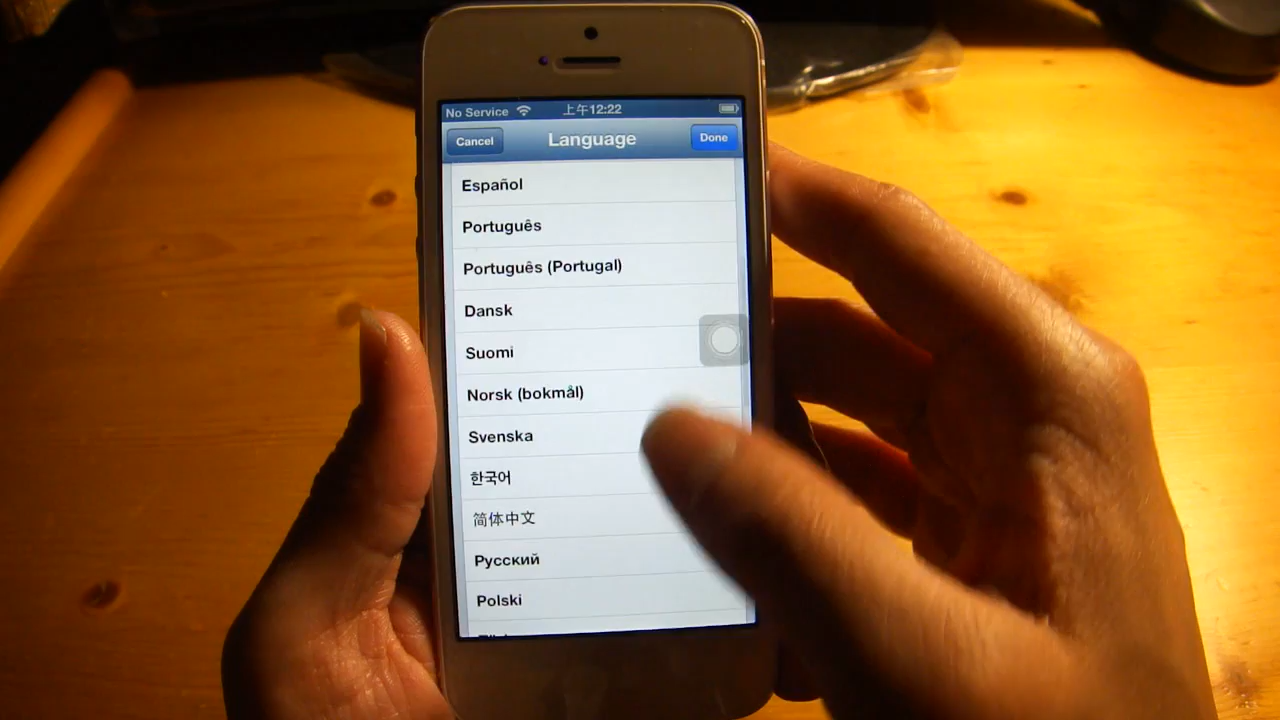 No Service 上午12:22
Cancel Language Done
Español
Português
Português (Portugal)
Dansk
Suomi
Norsk (bokmål)
Svenska
한국어
简体中文
Русский
Polski